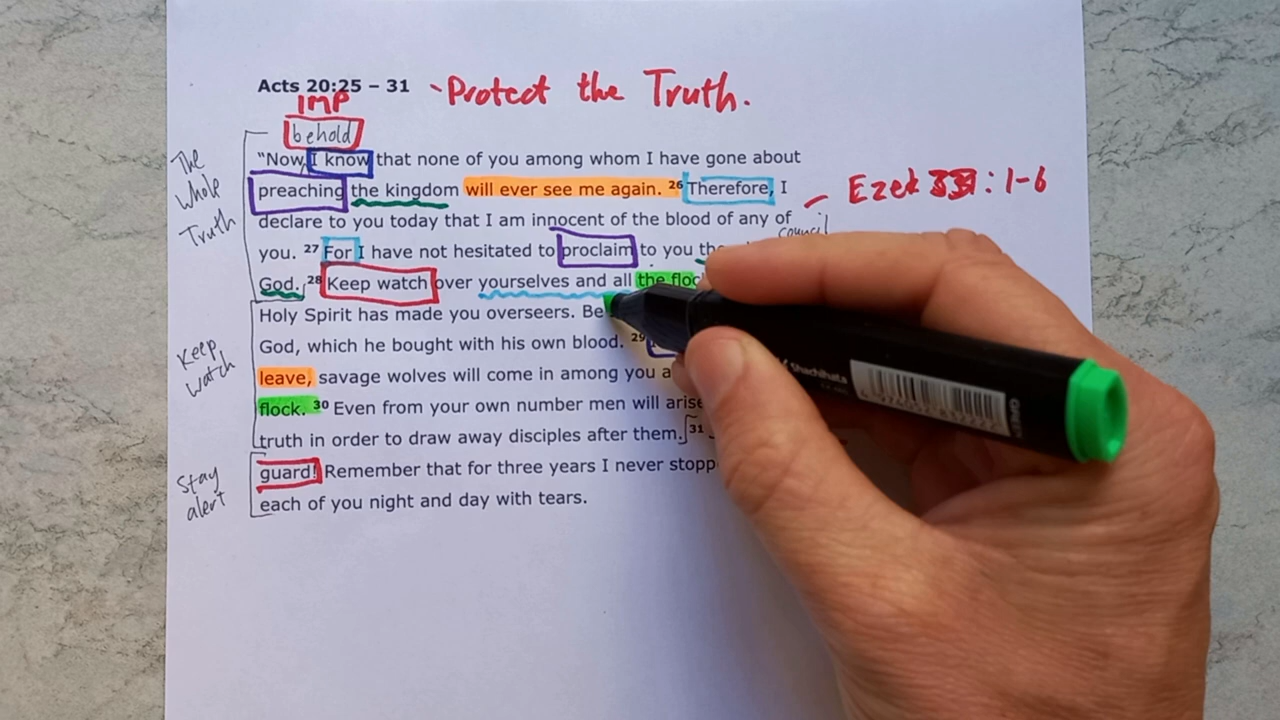 Acts 20:25 – 31 - Protect the Truth.
IMP
behold
The
whole
Truth
"Now, I know that none of you among whom I have gone about
preaching the kingdom will ever see me again. 26 Therefore, I
Ezek 33:1-6
declare to you today that I am innocent of the blood of any of
council
you. 27 For I have not hesitated to proclaim to you the
God. 28 Keep watch over yourselves and all the floc
Holy Spirit has made you overseers. Be
Keep
watch
God, which he bought with his own blood. 29
leave, savage wolves will come in among you a
flock. 30 Even from your own number men will arise
truth in order to draw away disciples after them. 31
Stay
alert
guard! Remember that for three years I never stopp
each of you night and day with tears.
Shachihata